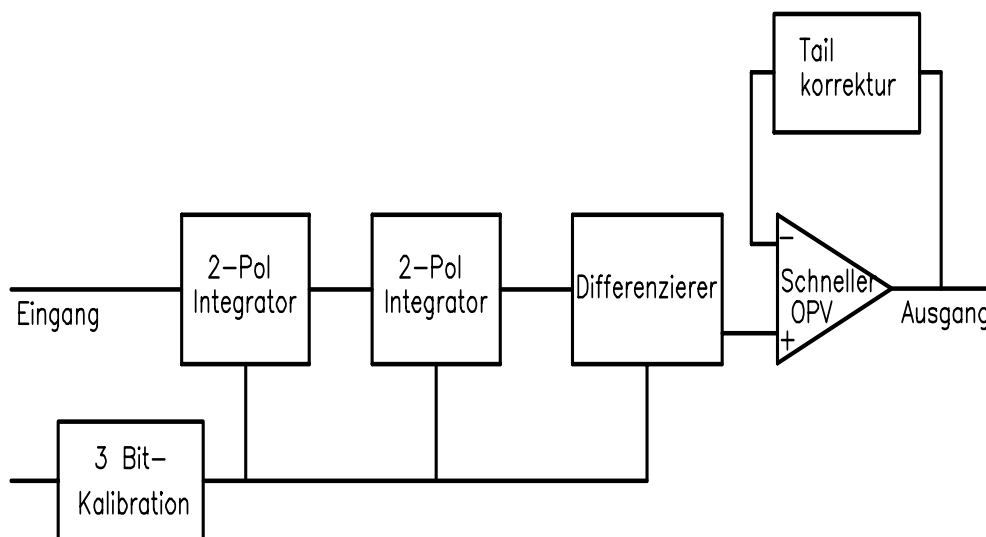 Tail
korrektur
2-Pol
Integrator
2-Pol
Integrator
Differenzierer
-
Schneller
OPV
+
Eingang
Ausgang
3 Bit-
Kalibration